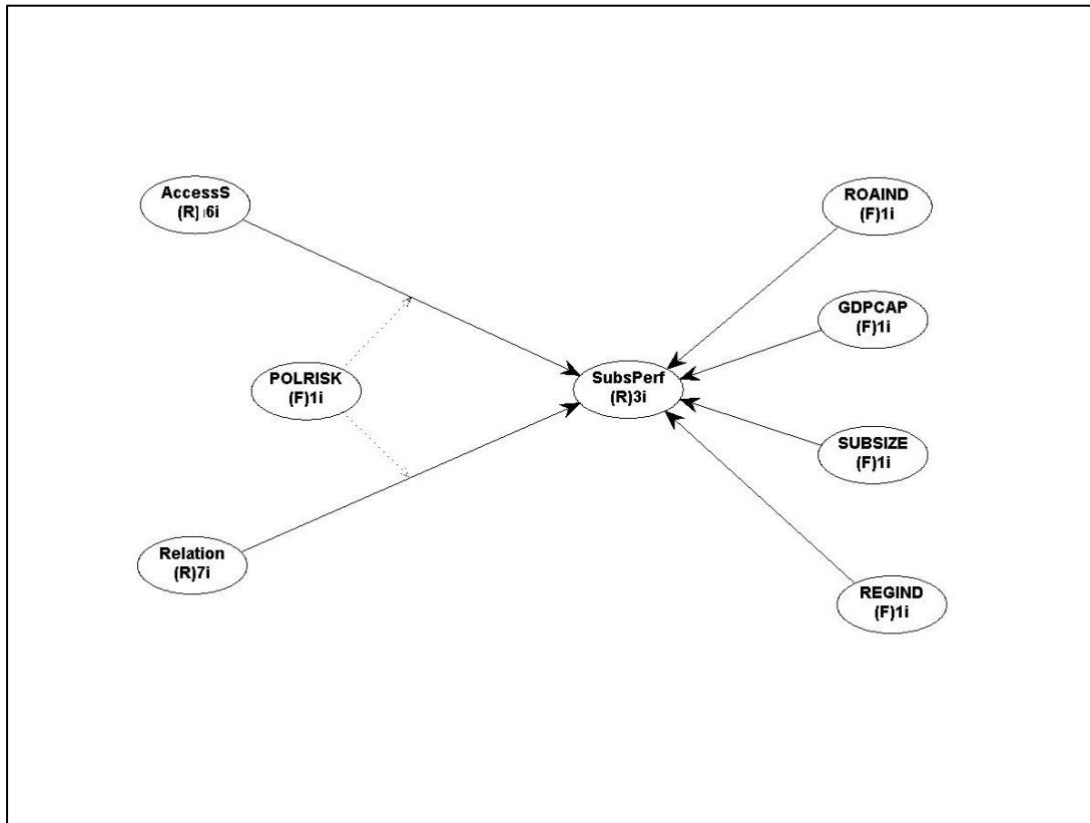 AccessS
(R) 6i
ROAIND
(F)1i
GDPCAP
(F)1i
POLRISK
(F)1i
SubsPerf
(R)3i
SUBSIZE
(F)1i
Relation
(R)7i
REGIND
(F)1i